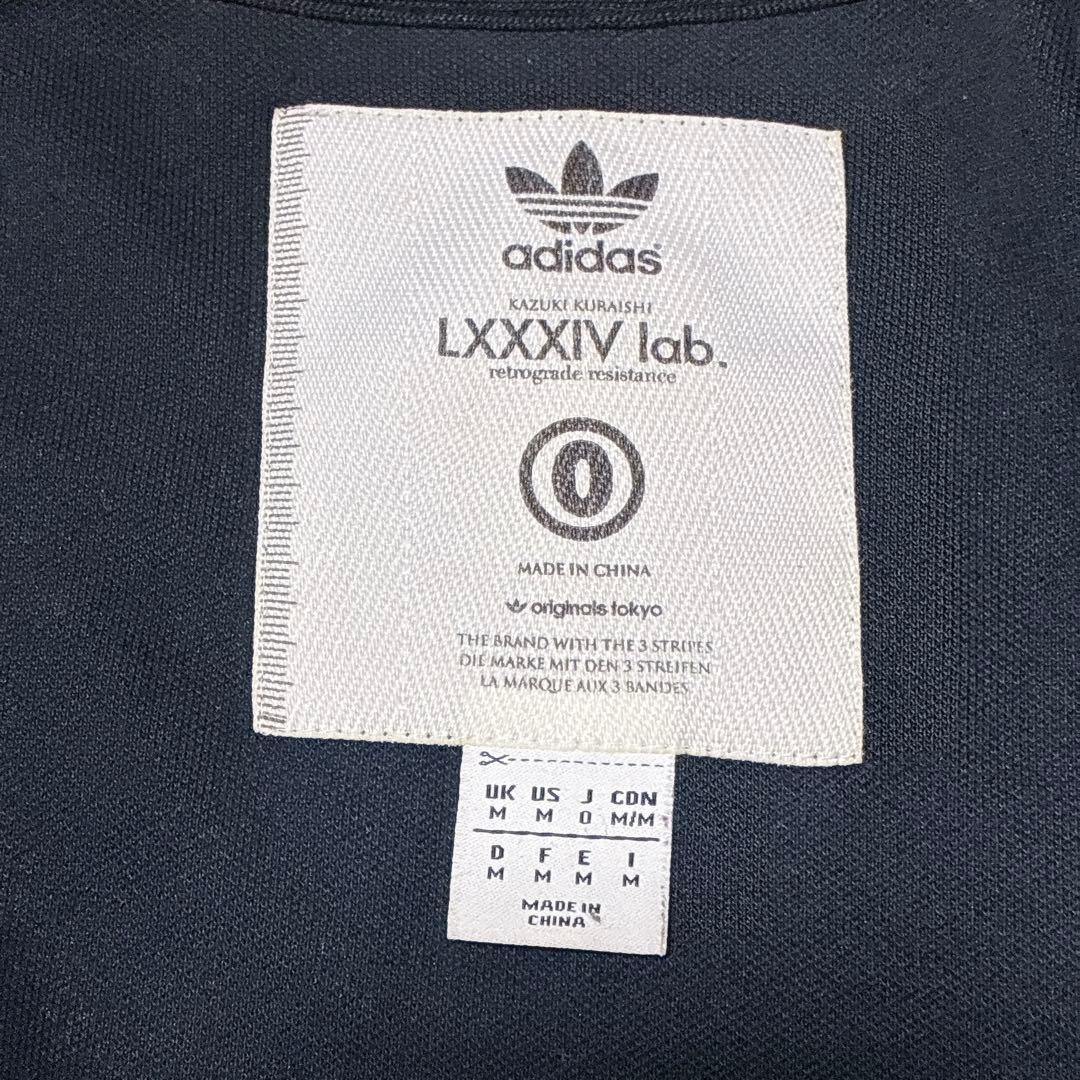 adidas
KAZUKI KURAISHI
LXXXIV lab.
retrograde resistance
0
MADE IN CHINA
originals tokyo
THE BRAND WITH THE 3 STRIPES
DIE MARKE MIT DEN 3 STREIFEN
LA MARQUE AUX 3 BANDES
UK US J CDN
M M O M/M
D F E I
M M M M
MADE IN
CHINA